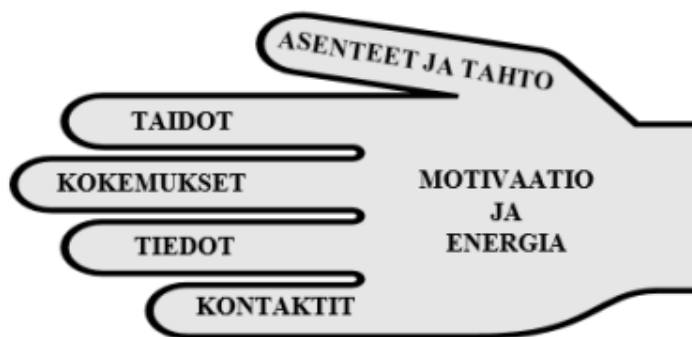 ASENTEET JA TAHTO
TAIDOT
KOKEMUKSET
TIEDOT
KONTAKTIT
MOTIVAATIO
JA
ENERGIA